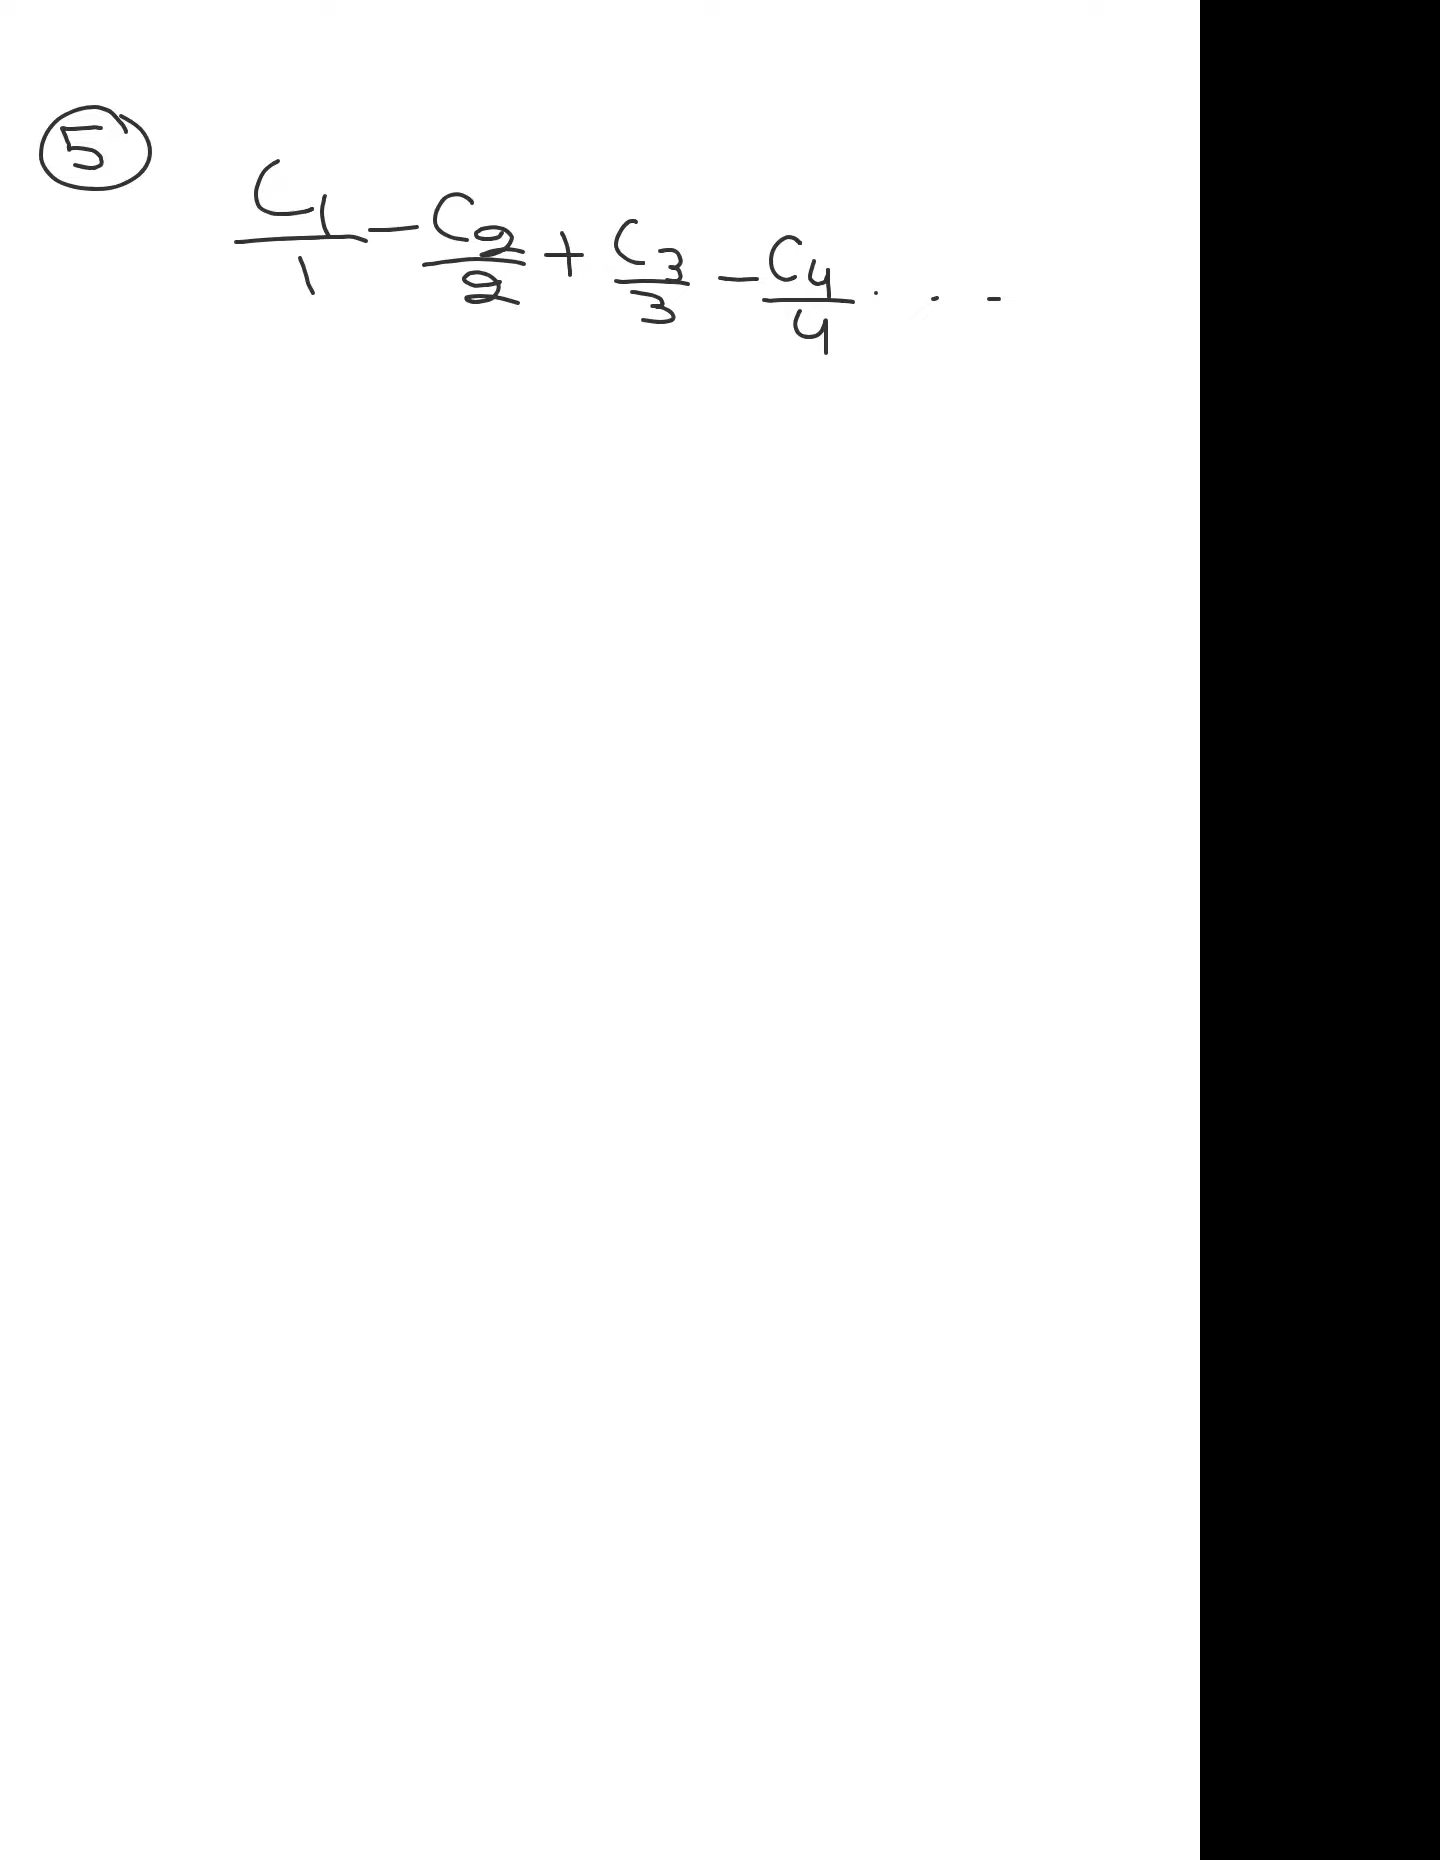 5
C₁/1 - C₂/2 + C₃/3 - C₄/4 . . .